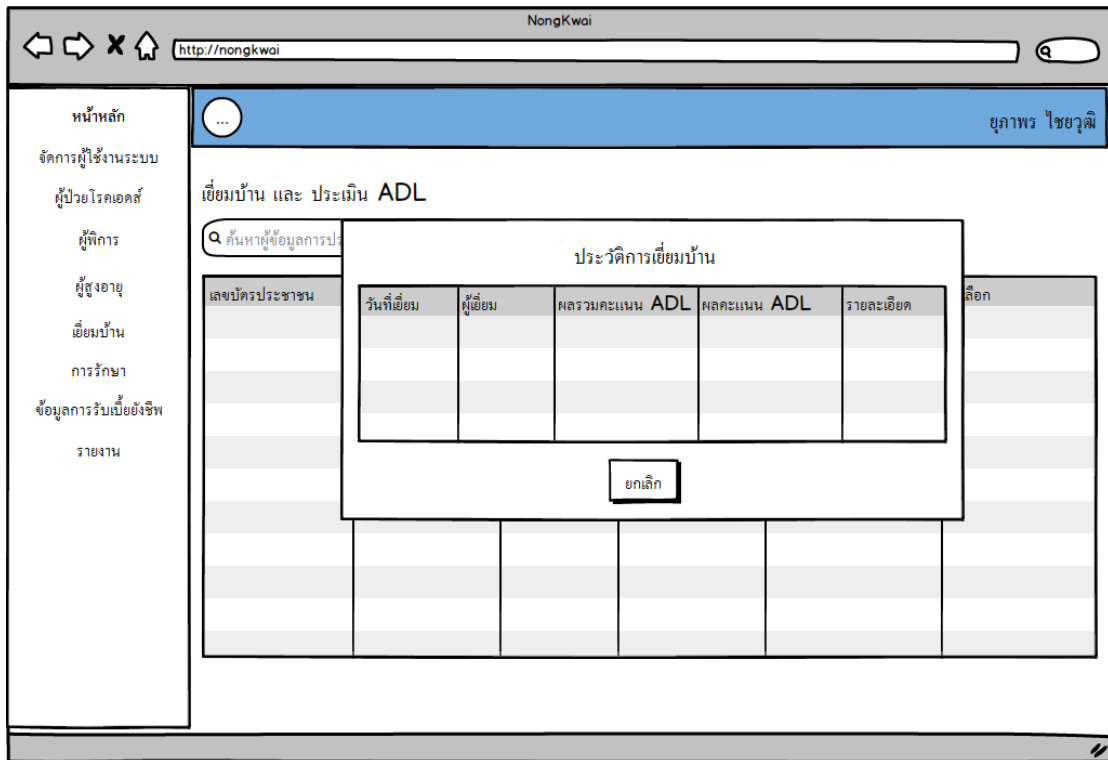 NongKwai
http://nongkwai
หน้าหลัก
จัดการผู้ใช้งานระบบ
ผู้ป่วยโรคเอดส์
ผู้พิการ
ผู้สูงอายุ
เยี่ยมบ้าน
การรักษา
ข้อมูลการรับเบี้ยยังชีพ
รายงาน
...
ยุภาพร ไชยวุฒิ
เยี่ยมบ้าน และ ประเมิน ADL
ค้นหาผู้ข้อมูลการประ
เลขบัตรประชาชน
ลือก
ประวัติการเยี่ยมบ้าน
วันที่เยี่ยม ผู้เยี่ยม ผลรวมคะแนน ADL ผลคะแนน ADL รายละเอียด
ยกเลิก